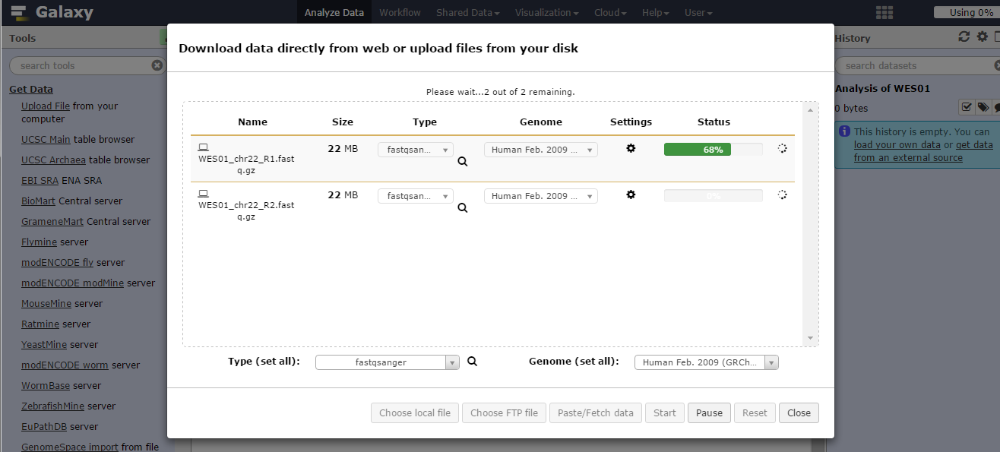 Galaxy
Analyze Data Workflow Shared Data Visualization Cloud Help User Using 0%
Tools
search tools
Get Data
Upload File from your
computer
UCSC Main table browser
UCSC Archaea table browser
EBI SRA ENA SRA
BioMart Central server
GrameneMart Central server
Flymine server
modENCODE fly server
modENCODE modMine server
MouseMine server
Ratmine server
YeastMine server
modENCODE worm server
WormBase server
ZebrafishMine server
EuPathDB server
GenomeSpace import from file
Download data directly from web or upload files from your disk
Please wait...2 out of 2 remaining.
Name Size Type Genome Settings Status
WES01_chr22_R1.fast
q.gz
22 MB fastqsan... Human Feb. 2009 ... 68%
WES01_chr22_R2.fast
q.gz
22 MB fastqsan... Human Feb. 2009 ... 0%
Type (set all): fastqsanger Genome (set all): Human Feb. 2009 (GRCh...
Choose local file Choose FTP file Paste/Fetch data Start Pause Reset Close
History
search datasets
Analysis of WES01
0 bytes
This history is empty. You can
load your own data or get data
from an external source